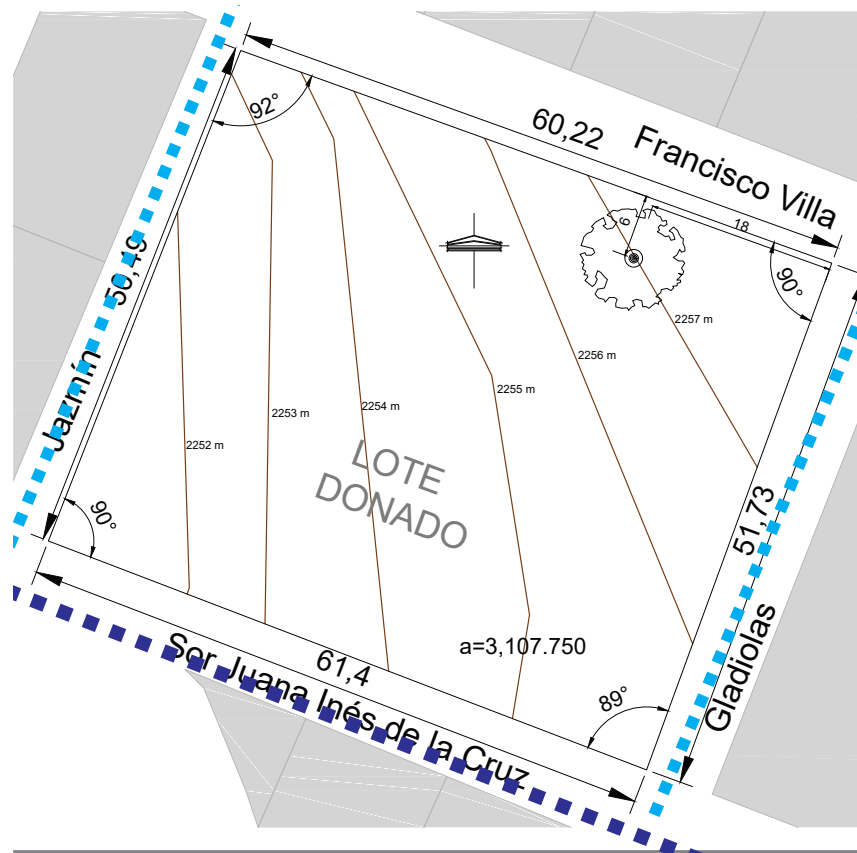 60,22
Francisco Villa
92°
6
18
90°
50,49
2257 m
2256 m
Jazmín
2255 m
2254 m
2253 m
2252 m
LOTE
DONADO
90°
51,73
a=3,107.750
Gladiolas
61,4
Sor Juana Inés de la Cruz
89°